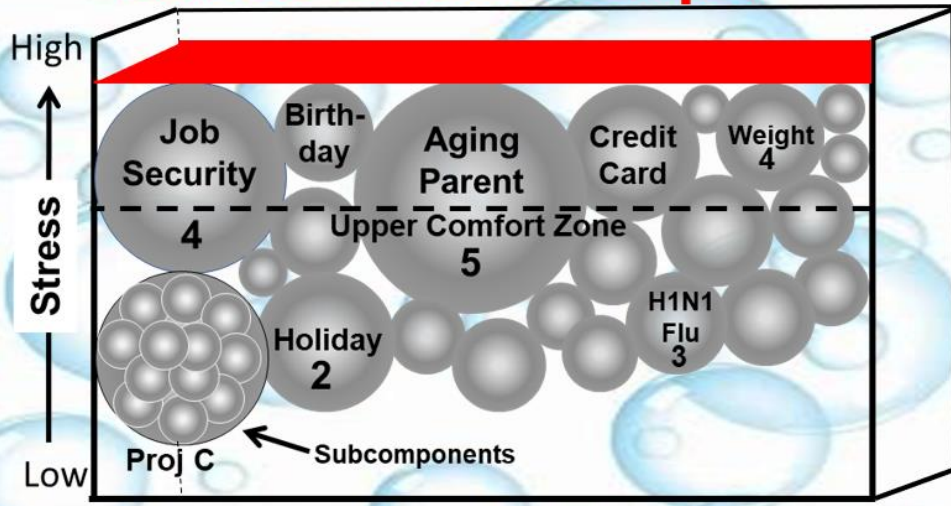 High
Job
Security
4
Birth-
day
Aging
Parent
Credit
Card
Weight
4
Upper Comfort Zone
5
Stress
Holiday
2
H1N1
Flu
3
Proj C
Subcomponents
Low